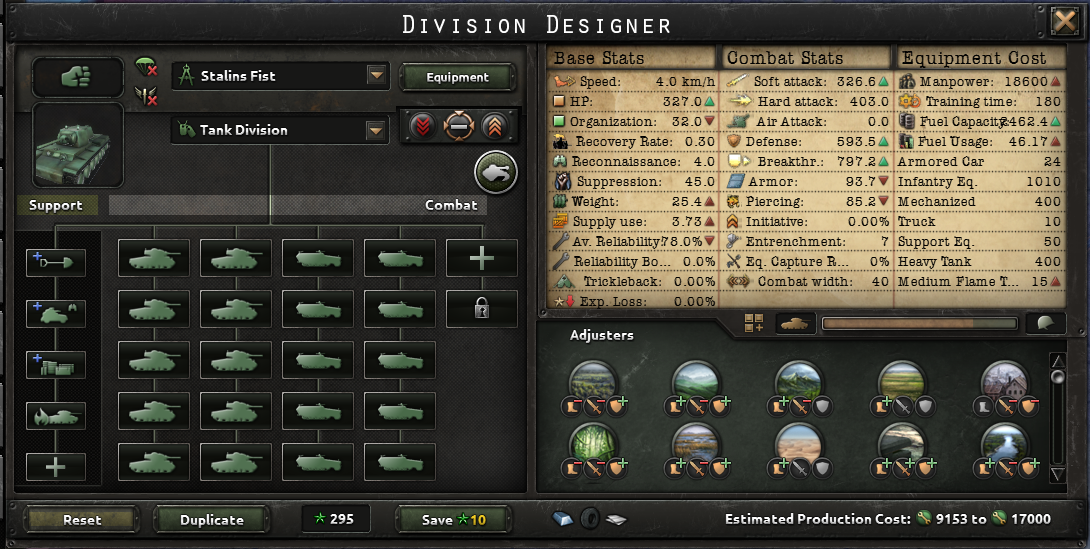 Division Designer
Stalins Fist
Equipment
Tank Division
Support
Combat
Base Stats
Speed: 4.0 km/h
HP: 327.0
Organization: 32.0
Recovery Rate: 0.30
Reconnaissance: 4.0
Suppression: 45.0
Weight: 25.4
Supply use: 3.73
Av. Reliability: 78.0%
Reliability Bo... 0.0%
Trickleback: 0.00%
Exp. Loss: 0.00%
Combat Stats
Soft attack: 326.6
Hard attack: 403.0
Air Attack: 0.0
Defense: 593.5
Breakthr.: 797.2
Armor: 93.7
Piercing: 85.2
Initiative: 0.00%
Entrenchment: 7
Eq. Capture R... 0%
Combat width: 40
Equipment Cost
Manpower: 18600
Training time: 180
Fuel Capacity 2462.4
Fuel Usage: 46.17
Armored Car 24
Infantry Eq. 1010
Mechanized 400
Truck 10
Support Eq. 50
Heavy Tank 400
Medium Flame T... 15
Adjusters
Reset
Duplicate
295
Save 10
Estimated Production Cost: 9153 to 17000